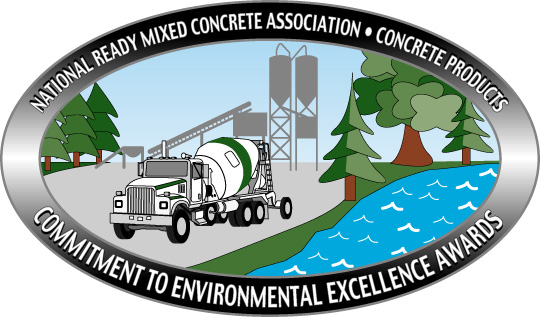 NATIONAL READY MIXED CONCRETE ASSOCIATION • CONCRETE PRODUCTS
COMMITMENT TO ENVIRONMENTAL EXCELLENCE AWARDS